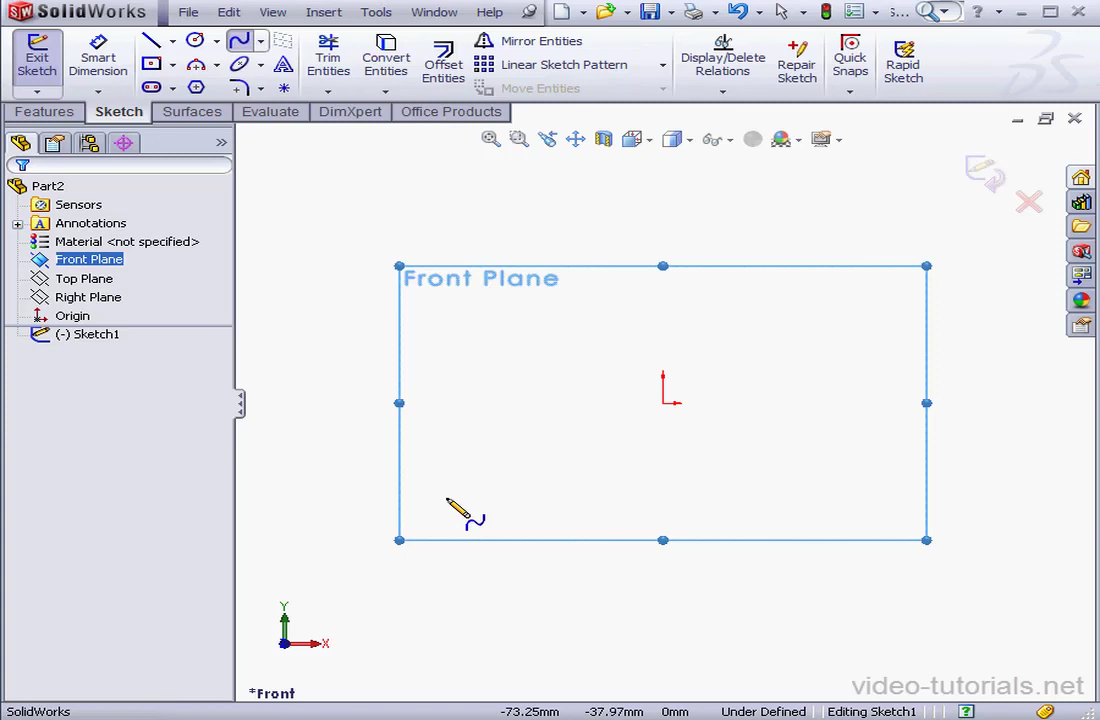 SolidWorks File Edit View Insert Tools Window Help s...
Exit Sketch
Smart Dimension
Trim Entities
Convert Entities
Offset Entities
Mirror Entities
Linear Sketch Pattern
Move Entities
Display/Delete Relations
Repair Sketch
Quick Snaps
Rapid Sketch
Features Sketch Surfaces Evaluate DimXpert Office Products
Part2
Sensors
Annotations
Material <not specified>
Front Plane
Top Plane
Right Plane
Origin
(-) Sketch1
Front Plane
Y
X
*Front
video-tutorials.net
SolidWorks -73.25mm -37.97mm 0mm Under Defined Editing Sketch1